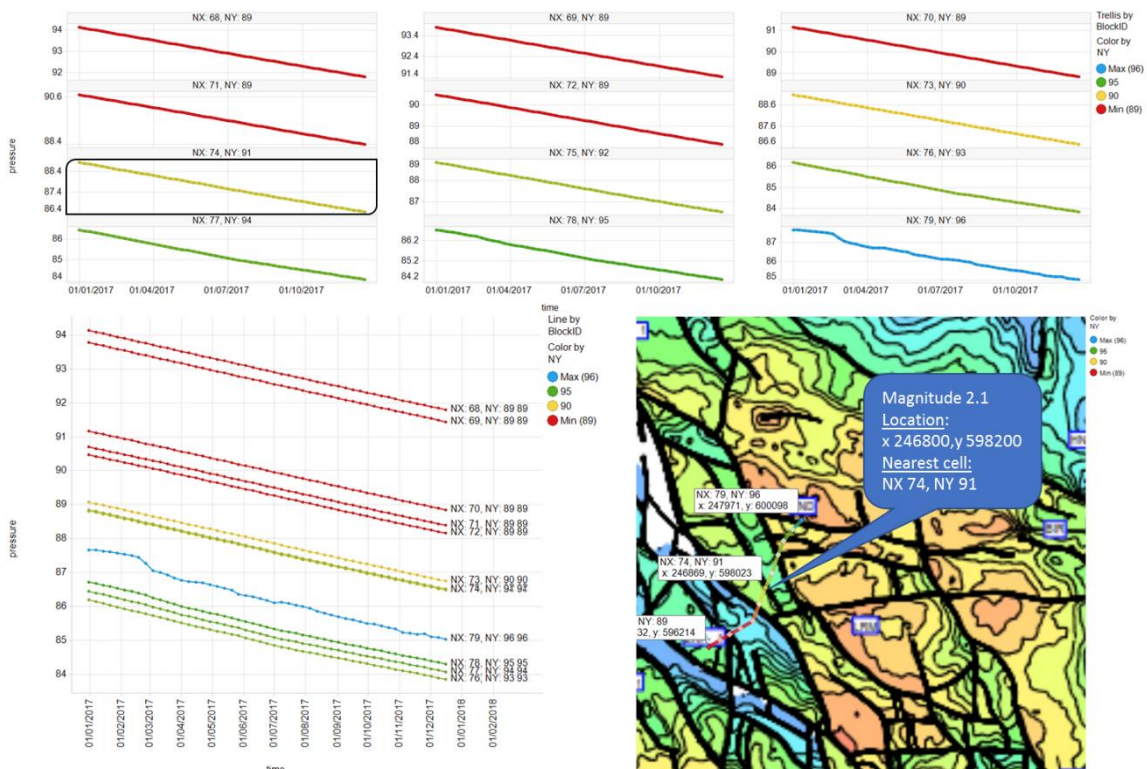 NX: 68, NY: 89
NX: 69, NY: 89
NX: 70, NY: 89
Trellis by
BlockID
Color by
NY
Max (96)
95
90
Min (89)
94
93
92
93.4
92.4
91.4
91
90
89
NX: 71, NY: 89
NX: 72, NY: 89
NX: 73, NY: 90
90.6
88.4
90
89
88
88.6
87.6
86.6
pressure
NX: 74, NY: 91
NX: 75, NY: 92
NX: 76, NY: 93
88.4
87.4
86.4
89
88
87
86
85
84
NX: 77, NY: 94
NX: 78, NY: 95
NX: 79, NY: 96
86
85
84
86.2
85.2
84.2
87
86
85
01/01/2017 01/04/2017 01/07/2017 01/10/2017
01/01/2017 01/04/2017 01/07/2017 01/10/2017
01/01/2017 01/04/2017 01/07/2017 01/10/2017
time
Line by
BlockID
Color by
NY
Max (96)
95
90
Min (89)
pressure
94
93
92
91
90
89
88
87
86
85
84
NX: 68, NY: 89 89
NX: 69, NY: 89 89
NX: 70, NY: 89 89
NX: 71, NY: 89 89
NX: 72, NY: 89 89
NX: 73, NY: 90 90
NX: 79, NY: 96 96
NX: 78, NY: 95 95
NX: 76, NY: 93 93
01/01/2017
01/02/2017
01/03/2017
01/04/2017
01/05/2017
01/06/2017
01/07/2017
01/08/2017
01/09/2017
01/10/2017
01/11/2017
01/12/2017
01/01/2018
01/02/2018
time
Color by
NY
Max (96)
95
90
Min (89)
Magnitude 2.1
Location:
x 246800,y 598200
Nearest cell:
NX 74, NY 91
NX: 79, NY: 96
x: 247971, y: 600098
NX: 74, NY: 91
x: 246869, y: 598023
NY: 89
32, y: 596214